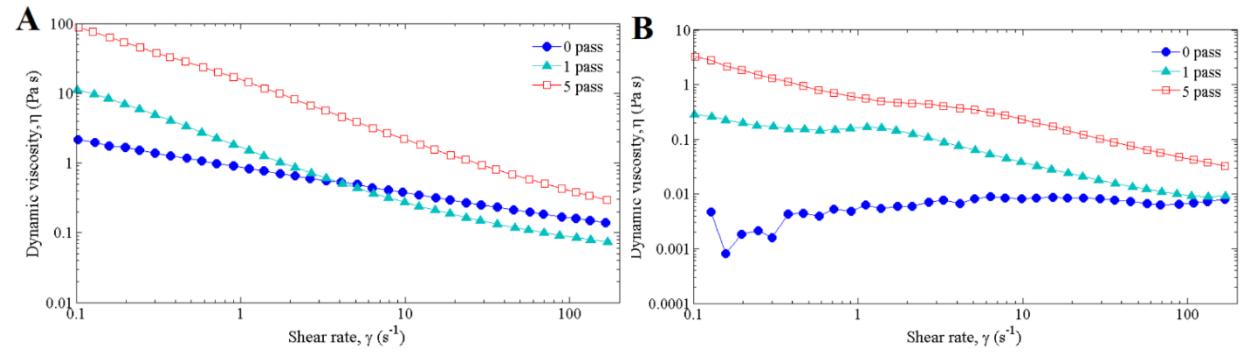 A
Dynamic viscosity, η (Pa s)
100
10
1
0.1
0.01
0 pass
1 pass
5 pass
0.1
1
10
100
Shear rate, γ (s⁻¹)
B
Dynamic viscosity, η (Pa s)
10
1
0.1
0.01
0.001
0.0001
0 pass
1 pass
5 pass
0.1
1
10
100
Shear rate, γ (s⁻¹)